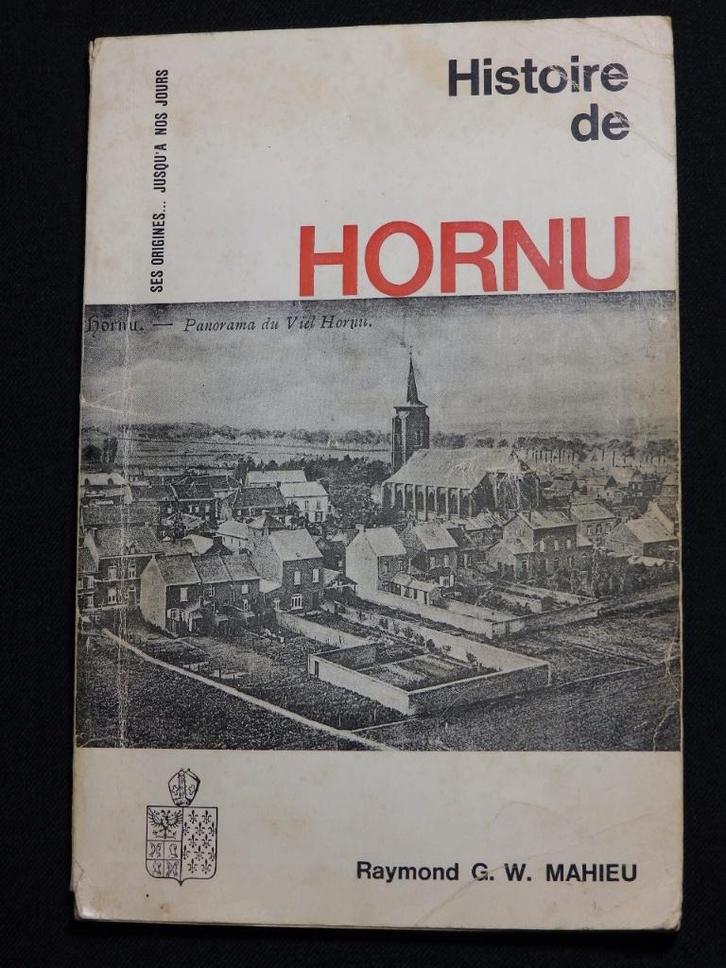 SES ORIGINES... JUSQU'A NOS JOURS
Histoire
de
HORNU
Hornu. — Panorama du Viel Hornu.
Raymond G. W. MAHIEU